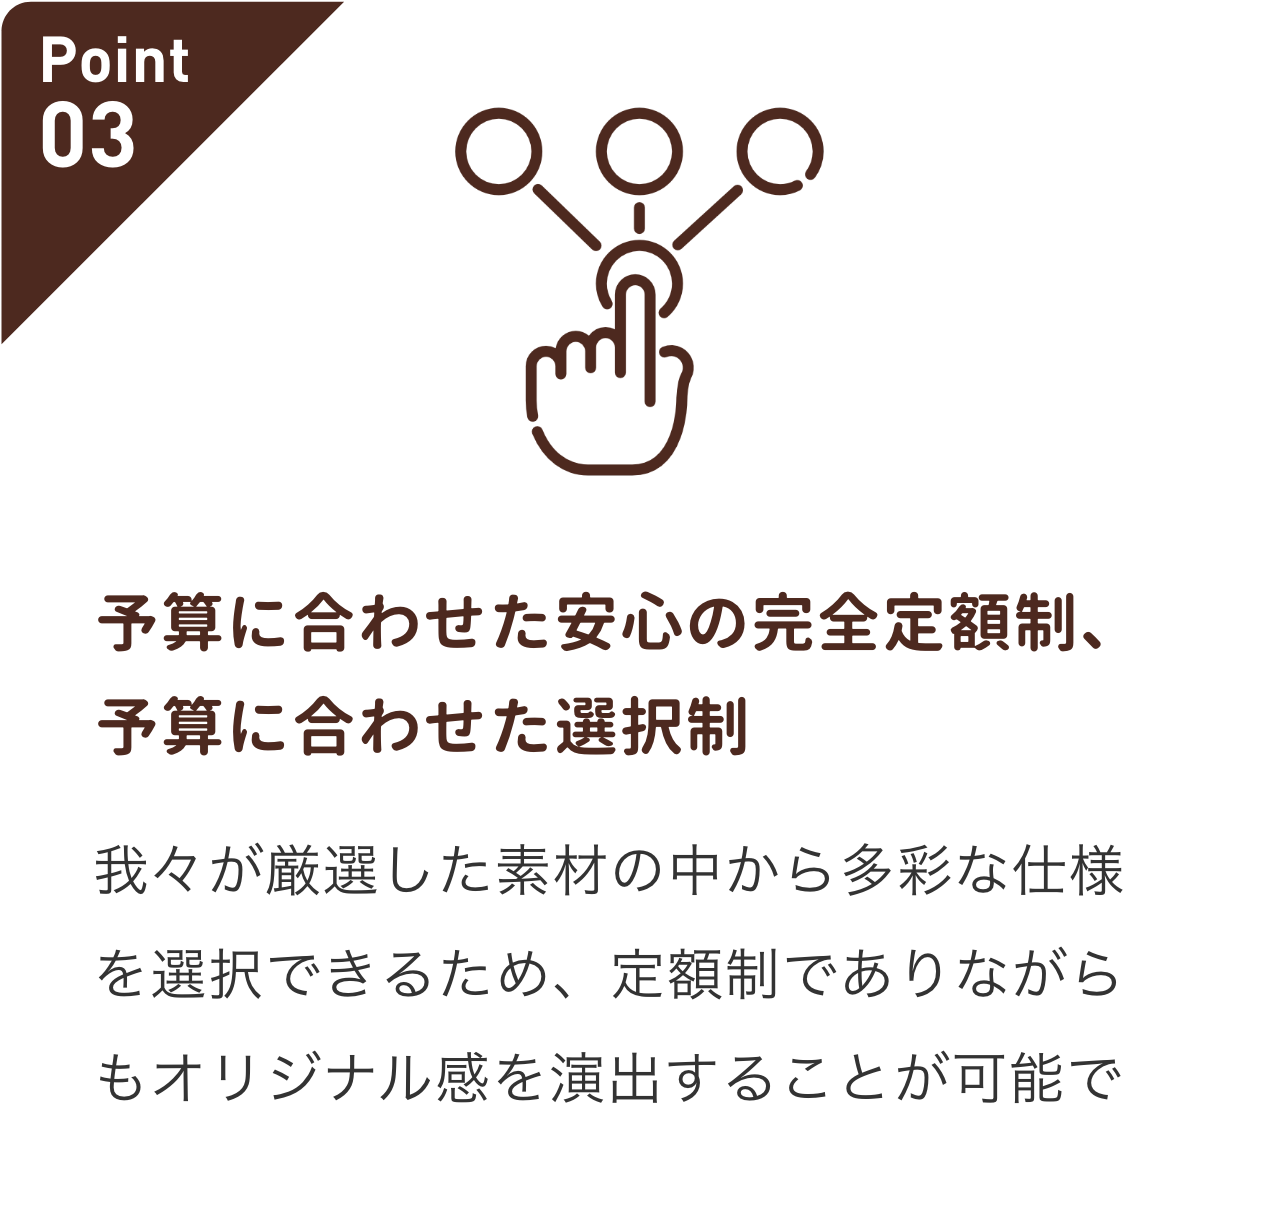 Point
03
予算に合わせた安心の完全定額制、
予算に合わせた選択制
我々が厳選した素材の中から多彩な仕様
を選択できるため、定額制でありながら
もオリジナル感を演出することが可能で